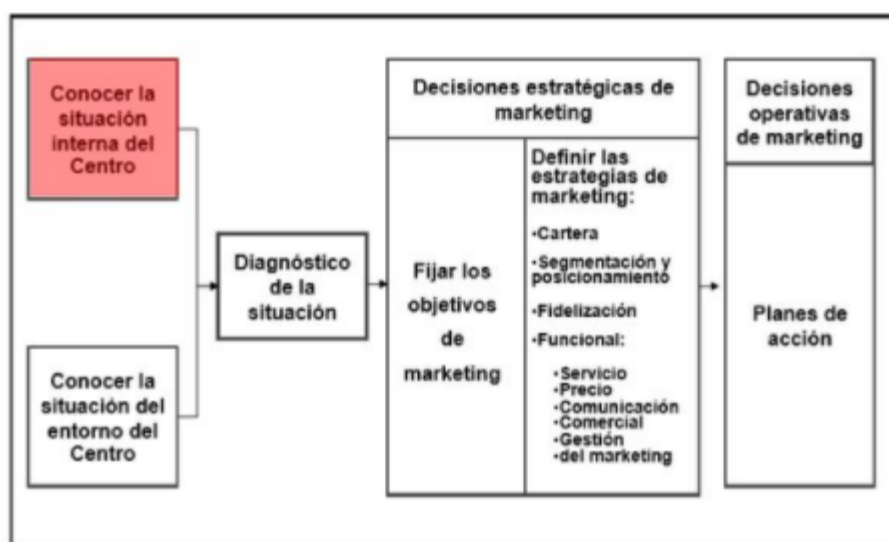 Conocer la
situación
interna del
Centro
Conocer la
situación del
entorno del
Centro
Diagnóstico
de la
situación
Decisiones estratégicas de
marketing
Fijar los
objetivos
de
marketing
Definir las
estrategias de
marketing:
•Cartera
•Segmentación y
posicionamiento
•Fidelización
•Funcional:
•Servicio
•Precio
•Comunicación
•Comercial
•Gestión
•del marketing
Decisiones
operativas
de marketing
Planes de
acción